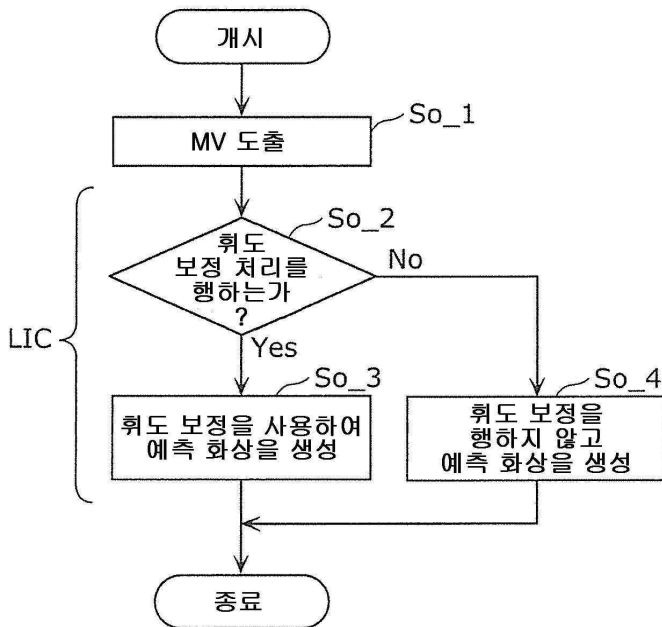 개시
So_1
MV 도출
So_2
휘도
보정 처리를
행하는가
?
No
LIC
Yes
So_3
휘도 보정을 사용하여
예측 화상을 생성
So_4
휘도 보정을
행하지 않고
예측 화상을 생성
종료